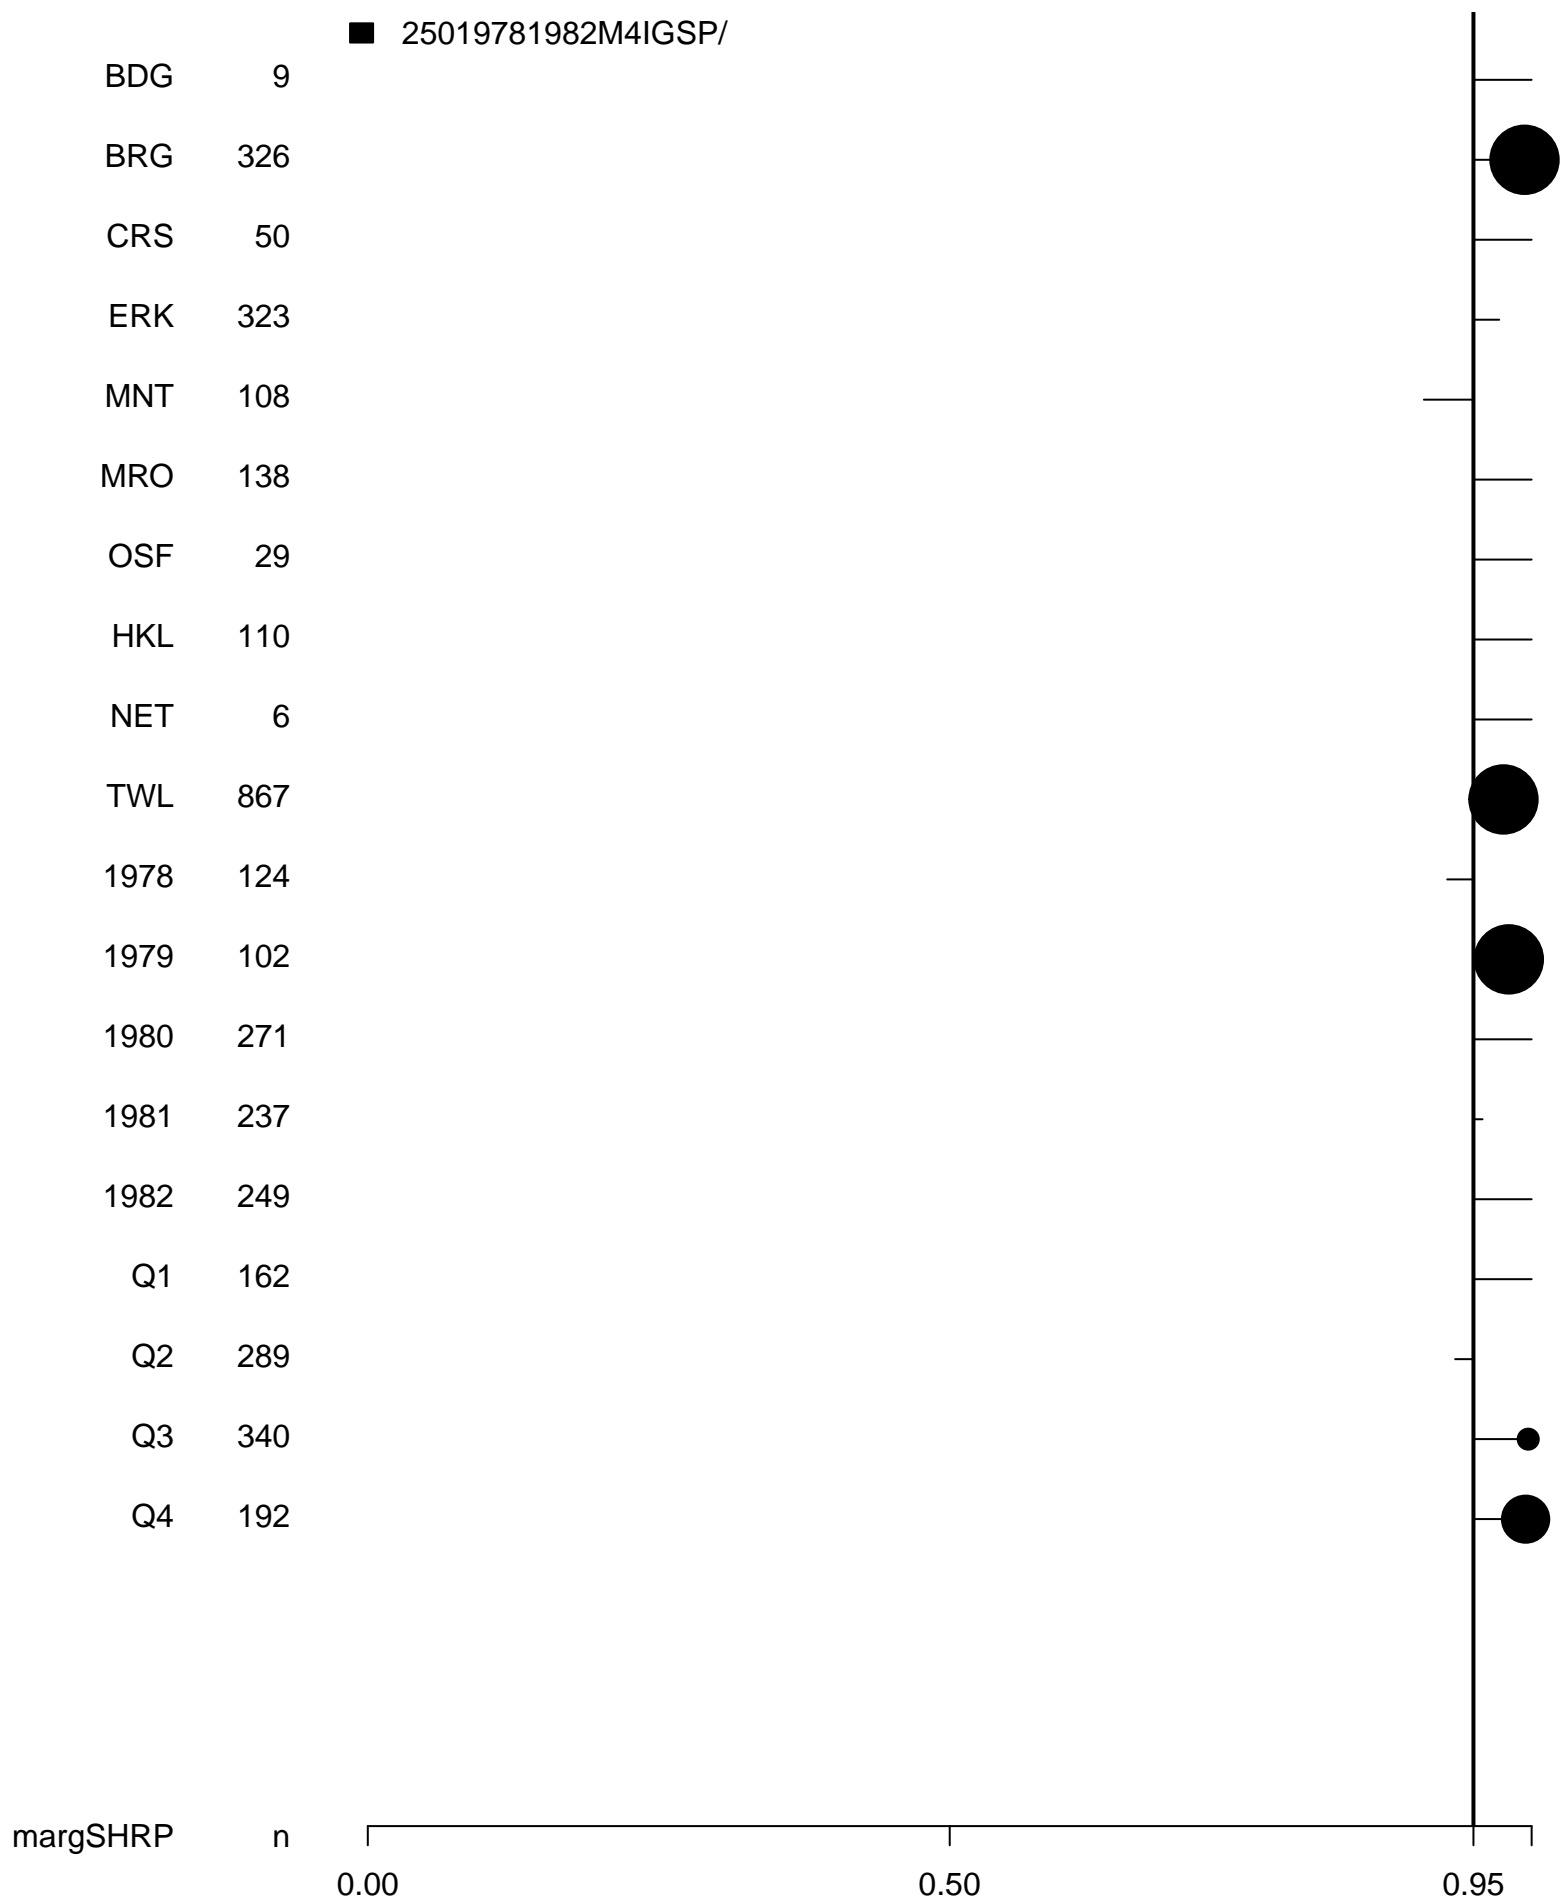 25019781982M4IGSP/
BDG 9
BRG 326
CRS 50
ERK 323
MNT 108
MRO 138
OSF 29
HKL 110
NET 6
TWL 867
1978 124
1979 102
1980 271
1981 237
1982 249
Q1 162
Q2 289
Q3 340
Q4 192
margSHRP n
0.00 0.50 0.95